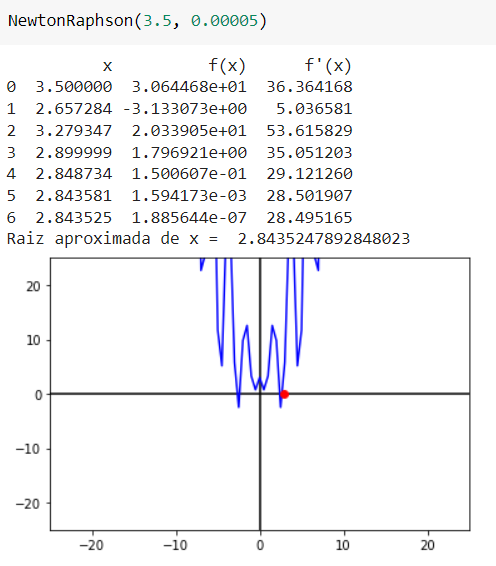 NewtonRaphson(3.5, 0.00005)
x f(x) f'(x)
0 3.500000 3.064468e+01 36.364168
1 2.657284 -3.133073e+00 5.036581
2 3.279347 2.033905e+01 53.615829
3 2.899999 1.796921e+00 35.051203
4 2.848734 1.500607e-01 29.121260
5 2.843581 1.594173e-03 28.501907
6 2.843525 1.885644e-07 28.495165
Raiz aproximada de x = 2.8435247892848023
20
10
0
−10
−20
−20 −10 0 10 20